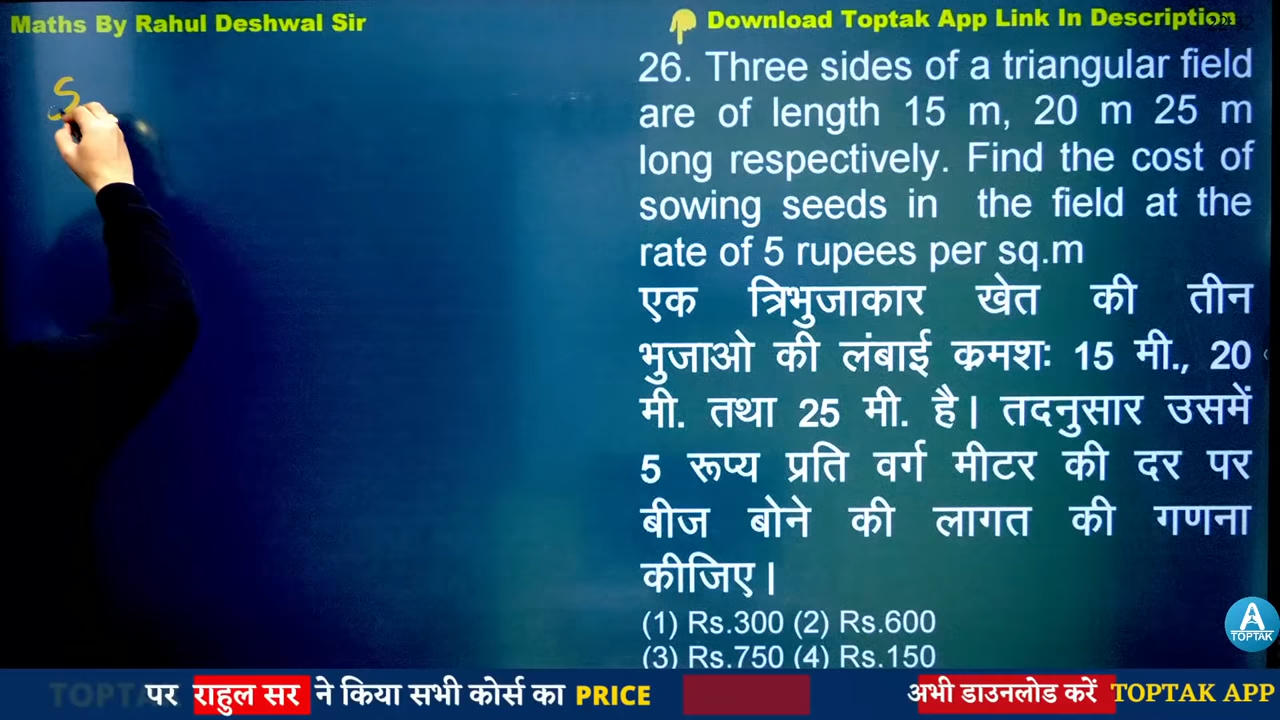 Maths By Rahul Deshwal Sir
Download Toptak App Link In Description
26. Three sides of a triangular field
are of length 15 m, 20 m 25 m
long respectively. Find the cost of
sowing seeds in the field at the
rate of 5 rupees per sq.m
एक त्रिभुजाकार खेत की तीन
भुजाओ की लंबाई क्रमशः 15 मी., 20
मी. तथा 25 मी. है। तदनुसार उसमें
5 रूप्य प्रति वर्ग मीटर की दर पर
बीज बोने की लागत की गणना
कीजिए।
(1) Rs.300 (2) Rs.600
(3) Rs.750 (4) Rs.150
A
TOPTAK
पर राहुल सर ने किया सभी कोर्स का PRICE
अभी डाउनलोड करें TOPTAK APP